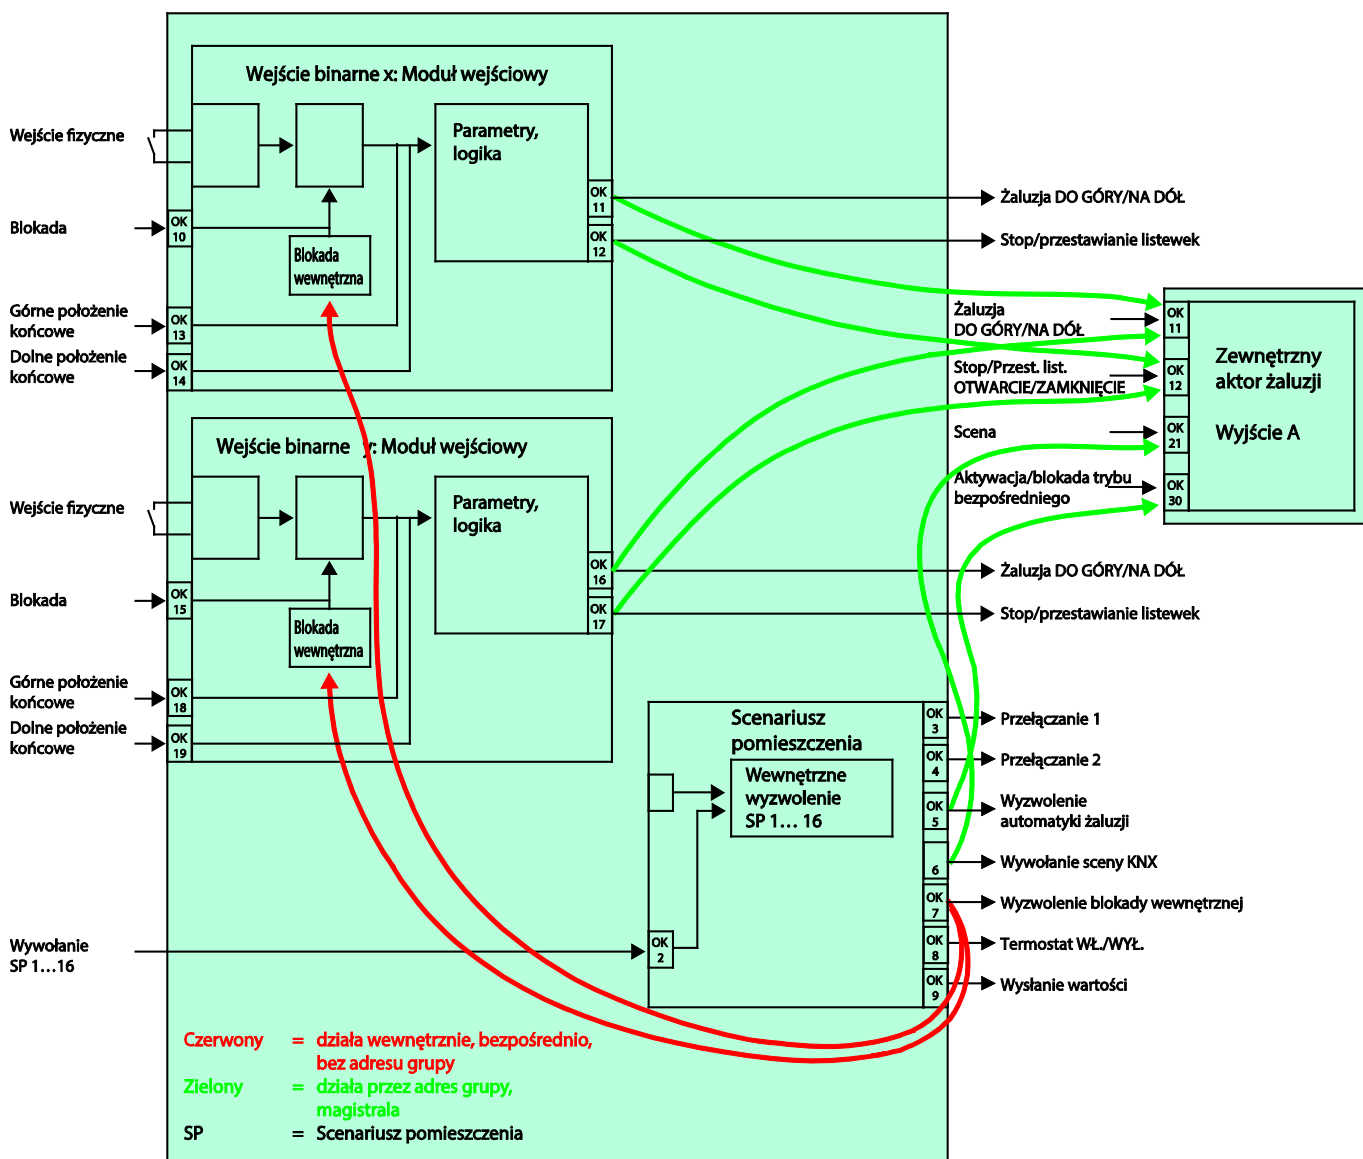 Wejście binarne x: Moduł wejściowy
Wejście fizyczne
Parametry,
logika
OK
11
Żaluzja DO GÓRY/NA DÓŁ
Blokada
OK
10
OK
12
Stop/przestawianie listewek
Blokada
wewnętrzna
Górne położenie
końcowe
OK
13
Dolne położenie
końcowe
OK
14
Żaluzja
DO GÓRY/NA DÓŁ
OK
11
Stop/Przest. list.
OTWARCIE/ZAMKNIĘCIE
OK
12
Scena
OK
21
Aktywacja/blokada trybu
bezpośredniego
OK
30
Zewnętrzny
aktor żaluzji
Wyjście A
Wejście binarne y: Moduł wejściowy
Wejście fizyczne
Parametry,
logika
OK
16
Żaluzja DO GÓRY/NA DÓŁ
Blokada
OK
15
OK
17
Stop/przestawianie listewek
Blokada
wewnętrzna
Górne położenie
końcowe
OK
18
Dolne położenie
końcowe
OK
19
Scenariusz
pomieszczenia
Wewnętrzne
wyzwolenie
SP 1… 16
OK
3
Przełączanie 1
OK
4
Przełączanie 2
OK
5
Wyzwolenie
automatyki żaluzji
6
Wywołanie sceny KNX
OK
7
Wyzwolenie blokady wewnętrznej
OK
8
Termostat WŁ./WYŁ.
OK
9
Wysłanie wartości
Wywołanie
SP 1…16
OK
2
Czerwony = działa wewnętrznie, bezpośrednio,
bez adresu grupy
Zielony = działa przez adres grupy,
magistrala
SP = Scenariusz pomieszczenia